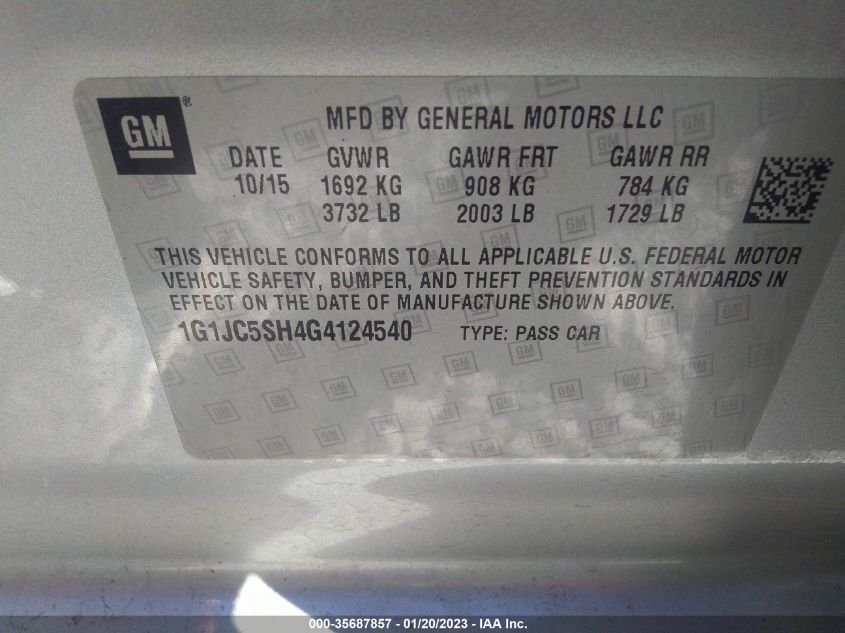 GM
MFD BY GENERAL MOTORS LLC
DATE GVWR GAWR FRT GAWR RR
10/15 1692 KG 908 KG 784 KG
3732 LB 2003 LB 1729 LB
THIS VEHICLE CONFORMS TO ALL APPLICABLE U.S. FEDERAL MOTOR
VEHICLE SAFETY, BUMPER, AND THEFT PREVENTION STANDARDS IN
EFFECT ON THE DATE OF MANUFACTURE SHOWN ABOVE.
1G1JC5SH4G4124540 TYPE: PASS CAR
000-35687857 - 01/20/2023 - IAA Inc.